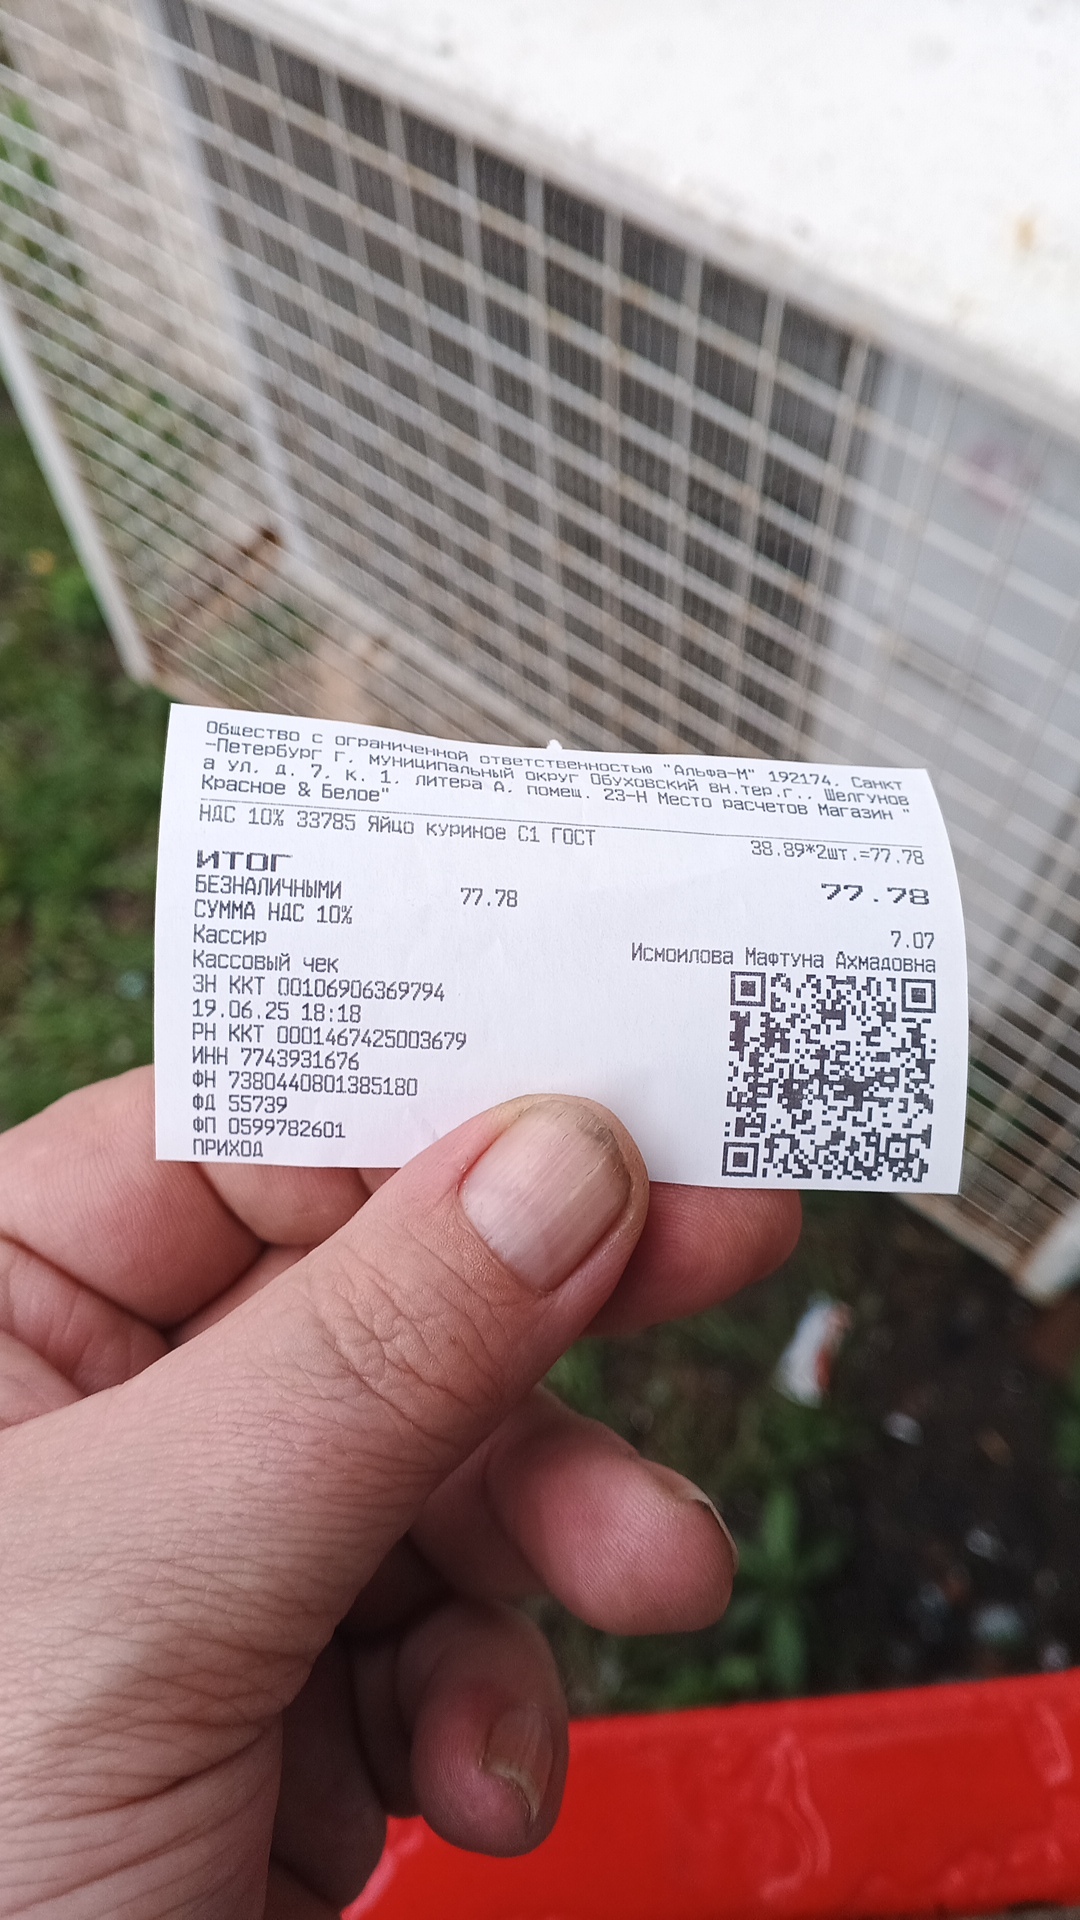 Общество с ограниченной ответственностью "Альфа-М" 192174, Санкт
-Петербург г, муниципальный округ Обуховский вн.тер.г., Шелгунов
а ул, д. 7, к. 1, литера А, помещ. 23-Н Место расчетов Магазин "
Красное & Белое"
НДС 10% 33785 Яйцо куриное С1 ГОСТ
38.89*2шт.=77.78
ИТОГ 77.78
БЕЗНАЛИЧНЫМИ 77.78
СУММА НДС 10% 7.07
Кассир Исмоилова Мафтуна Ахмадовна
Кассовый чек
ЗН ККТ 00106906369794
19.06.25 18:18
РН ККТ 0001467425003679
ИНН 7743931676
ФН 7380440801385180
ФД 55739
ФП 0599782601
ПРИХОД